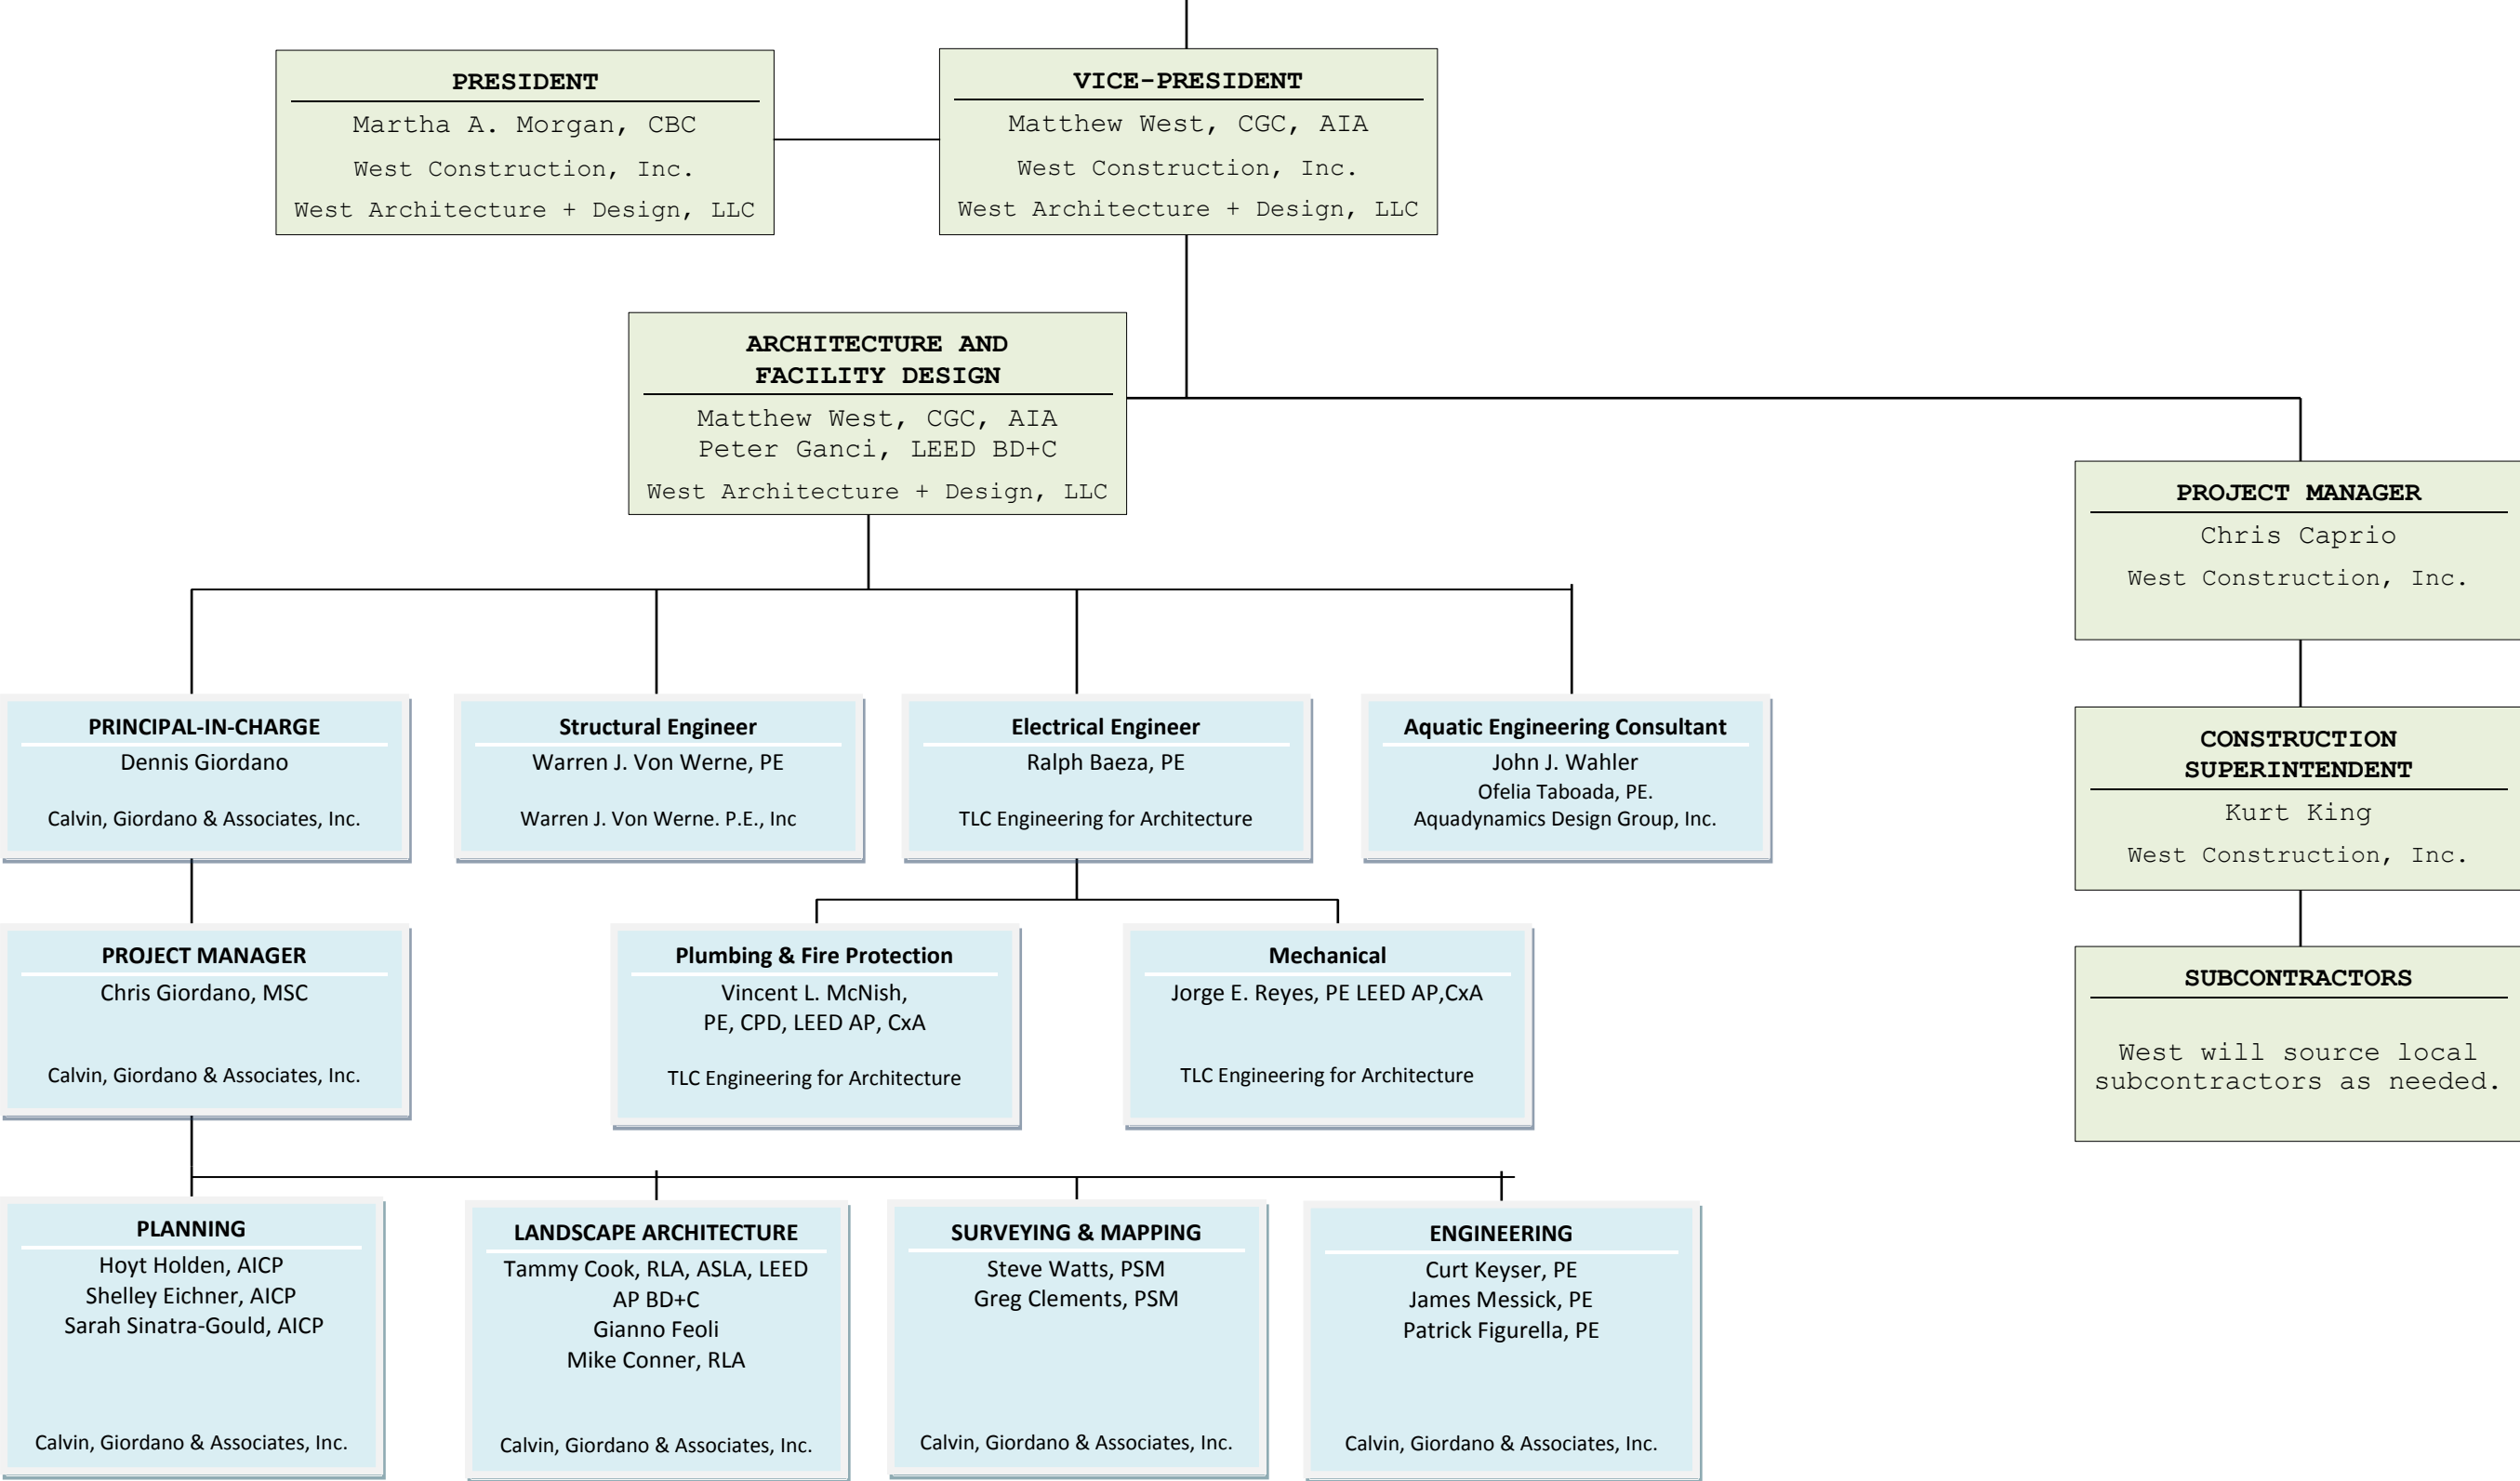 PRESIDENT
Martha A. Morgan, CBC
West Construction, Inc.
West Architecture + Design, LLC
VICE-PRESIDENT
Matthew West, CGC, AIA
West Construction, Inc.
West Architecture + Design, LLC
ARCHITECTURE AND
FACILITY DESIGN
Matthew West, CGC, AIA
Peter Ganci, LEED BD+C
West Architecture + Design, LLC
PROJECT MANAGER
Chris Caprio
West Construction, Inc.
CONSTRUCTION
SUPERINTENDENT
Kurt King
West Construction, Inc.
SUBCONTRACTORS
West will source local
subcontractors as needed.
PRINCIPAL-IN-CHARGE
Dennis Giordano
Calvin, Giordano & Associates, Inc.
Structural Engineer
Warren J. Von Werne, PE
Warren J. Von Werne. P.E., Inc
Electrical Engineer
Ralph Baeza, PE
TLC Engineering for Architecture
Aquatic Engineering Consultant
John J. Wahler
Ofelia Taboada, PE.
Aquadynamics Design Group, Inc.
PROJECT MANAGER
Chris Giordano, MSC
Calvin, Giordano & Associates, Inc.
Plumbing & Fire Protection
Vincent L. McNish,
PE, CPD, LEED AP, CxA
TLC Engineering for Architecture
Mechanical
Jorge E. Reyes, PE LEED AP,CxA
TLC Engineering for Architecture
PLANNING
Hoyt Holden, AICP
Shelley Eichner, AICP
Sarah Sinatra-Gould, AICP
Calvin, Giordano & Associates, Inc.
LANDSCAPE ARCHITECTURE
Tammy Cook, RLA, ASLA, LEED
AP BD+C
Gianno Feoli
Mike Conner, RLA
Calvin, Giordano & Associates, Inc.
SURVEYING & MAPPING
Steve Watts, PSM
Greg Clements, PSM
Calvin, Giordano & Associates, Inc.
ENGINEERING
Curt Keyser, PE
James Messick, PE
Patrick Figurella, PE
Calvin, Giordano & Associates, Inc.